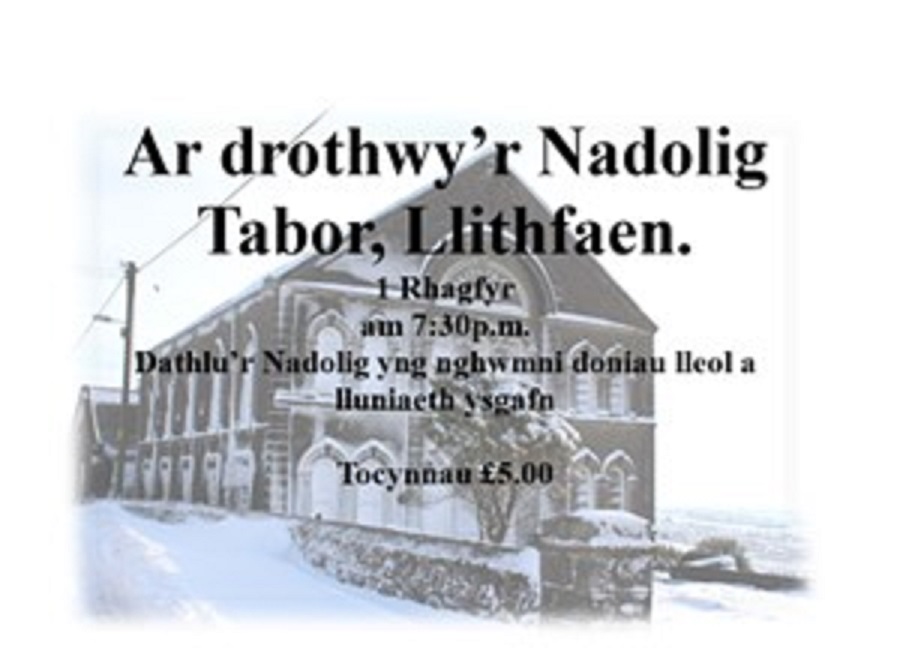 Ar drothwy’r Nadolig
Tabor, Llithfaen.
1 Rhagfyr
am 7:30p.m.
Dathlu’r Nadolig yng nghwmni doniau lleol a
lluniaeth ysgafn
Tocynnau £5.00